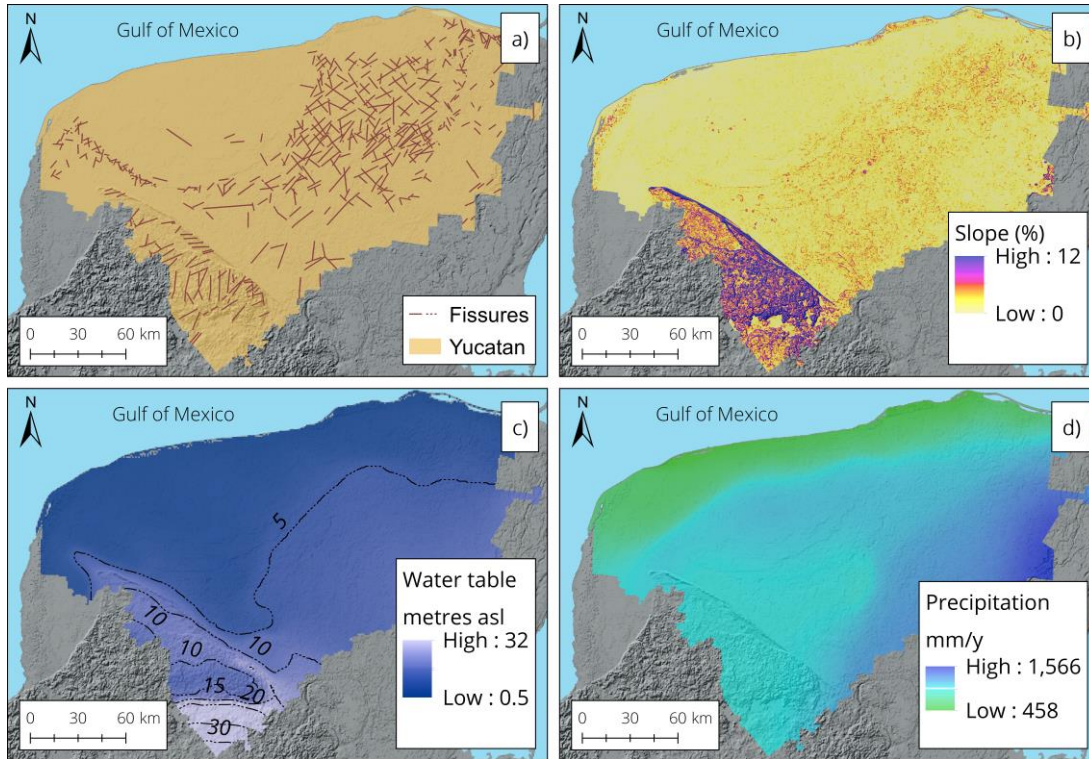 N
Gulf of Mexico
a)
Fissures
Yucatan
0 30 60 km
N
Gulf of Mexico
b)
Slope (%)
High : 12
Low : 0
0 30 60 km
N
Gulf of Mexico
c)
5
10
10
10
15
20
30
Water table
metres asl
High : 32
Low : 0.5
0 30 60 km
N
Gulf of Mexico
d)
Precipitation
mm/y
High : 1,566
Low : 458
0 30 60 km